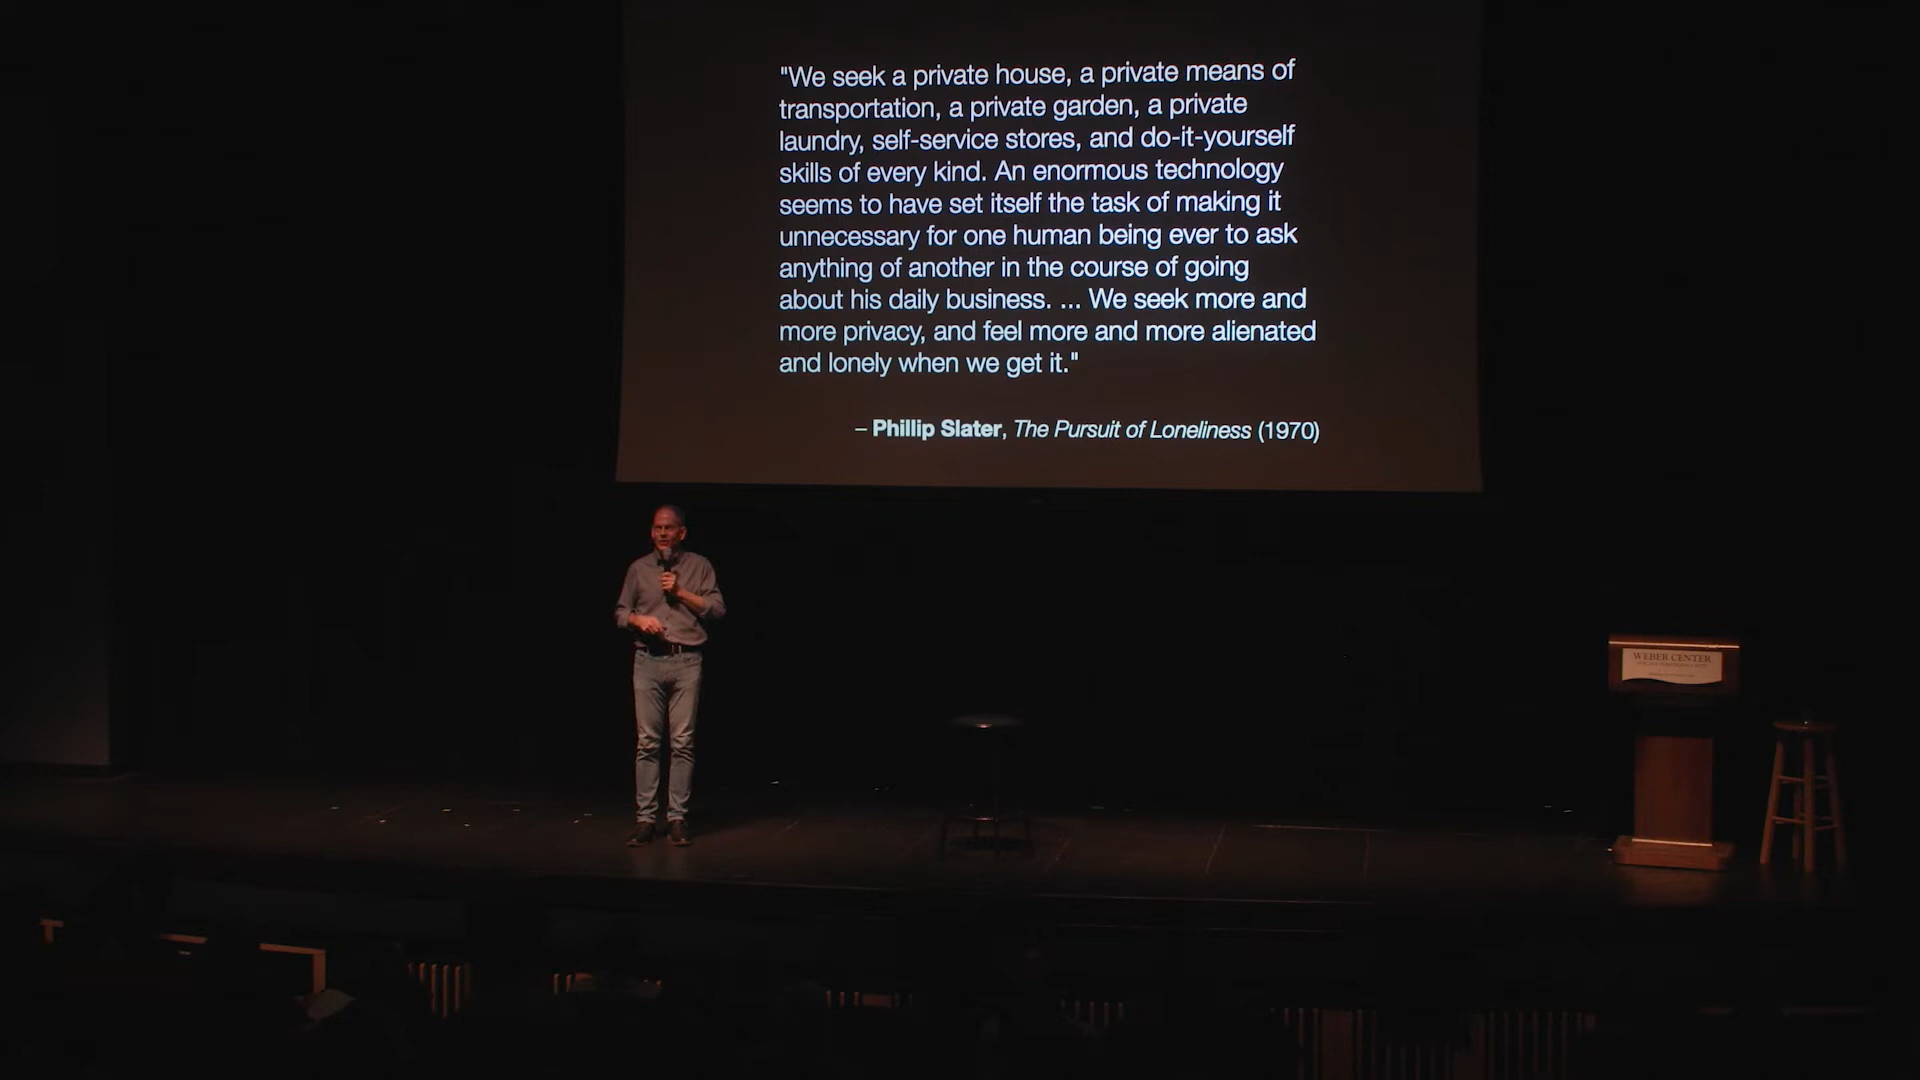 "We seek a private house, a private means of
transportation, a private garden, a private
laundry, self-service stores, and do-it-yourself
skills of every kind. An enormous technology
seems to have set itself the task of making it
unnecessary for one human being ever to ask
anything of another in the course of going
about his daily business. ... We seek more and
more privacy, and feel more and more alienated
and lonely when we get it."
– Phillip Slater, The Pursuit of Loneliness (1970)
WEBER CENTER